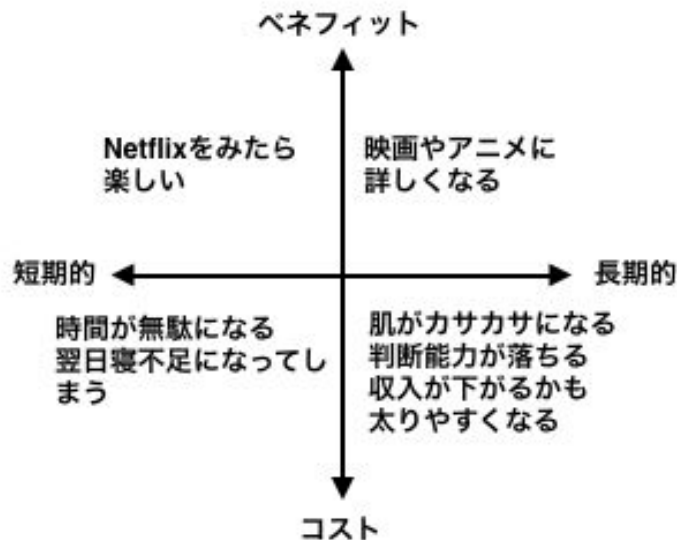 ベネフィット
Netflixをみたら
楽しい
映画やアニメに
詳しくなる
短期的
長期的
時間が無駄になる
翌日寝不足になってし
まう
肌がカサカサになる
判断能力が落ちる
収入が下がるかも
太りやすくなる
コスト